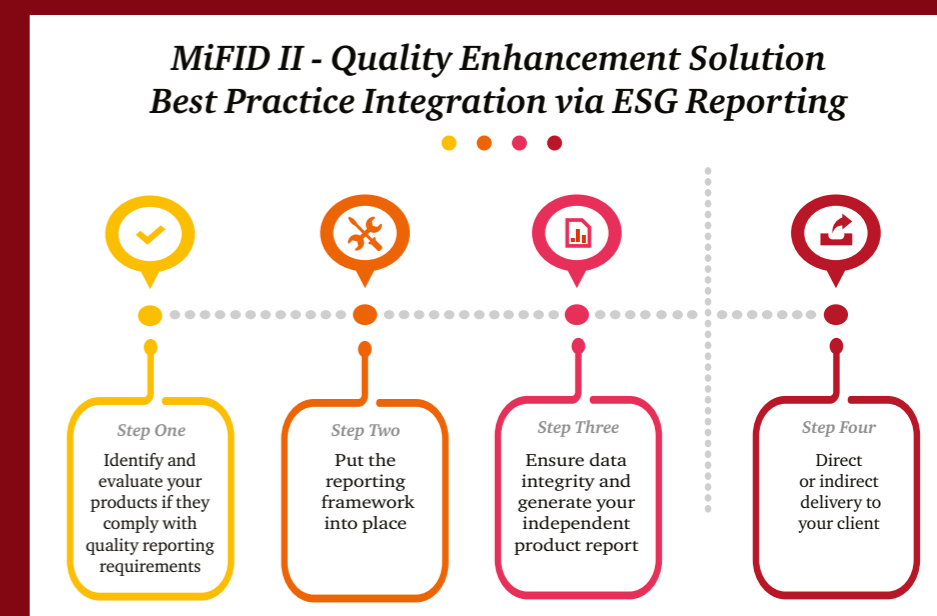 MiFID II - Quality Enhancement Solution
Best Practice Integration via ESG Reporting
Step One
Identify and
evaluate your
products if they
comply with
quality reporting
requirements
Step Two
Put the
reporting
framework
into place
Step Three
Ensure data
integrity and
generate your
independent
product report
Step Four
Direct
or indirect
delivery to
your client